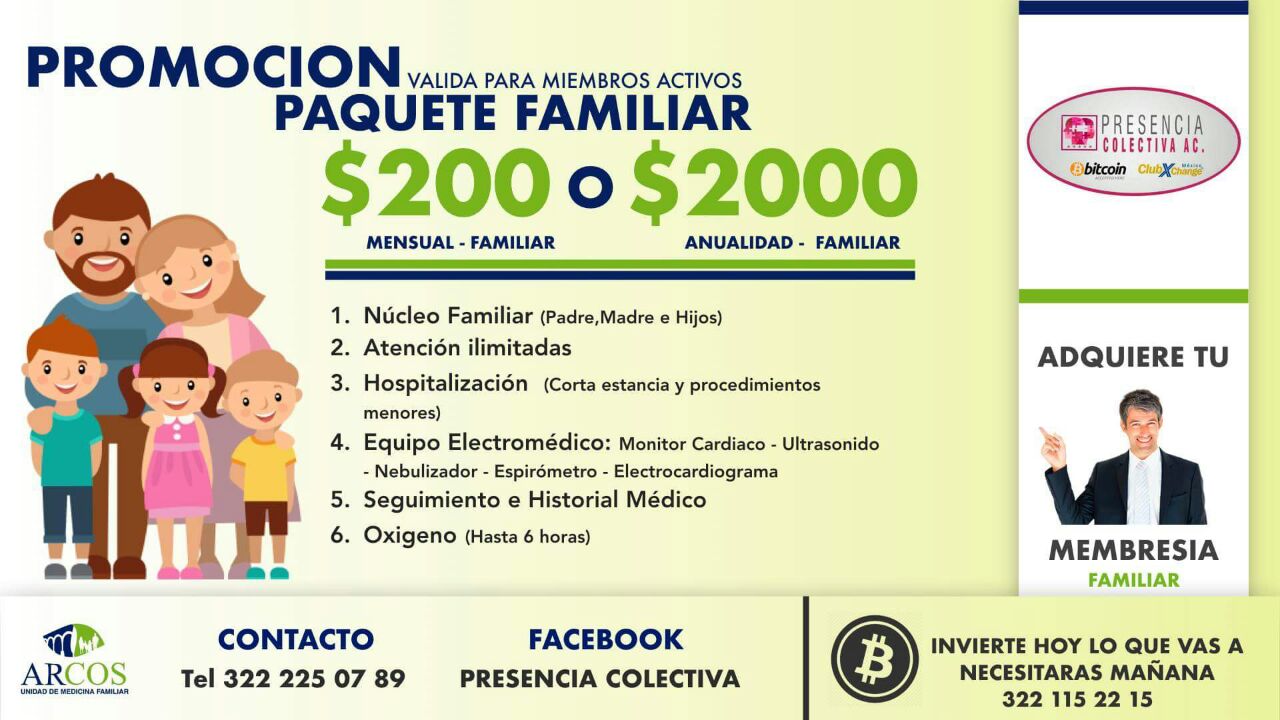 PROMOCION VALIDA PARA MIEMBROS ACTIVOS
PAQUETE FAMILIAR
$200 o $2000
MENSUAL - FAMILIAR
ANUALIDAD - FAMILIAR
1. Núcleo Familiar (Padre,Madre e Hijos)
2. Atención ilimitadas
3. Hospitalización (Corta estancia y procedimientos
menores)
4. Equipo Electromédico: Monitor Cardiaco - Ultrasonido
- Nebulizador - Espirómetro - Electrocardiograma
5. Seguimiento e Historial Médico
6. Oxigeno (Hasta 6 horas)
PRESENCIA
COLECTIVA AC.
bitcoin
ACCEPTED HERE
México
ClubXChange
ADQUIERE TU
MEMBRESIA
FAMILIAR
ARCOS
UNIDAD DE MEDICINA FAMILIAR
CONTACTO
Tel 322 225 07 89
FACEBOOK
PRESENCIA COLECTIVA
INVIERTE HOY LO QUE VAS A
NECESITARAS MAÑANA
322 115 22 15